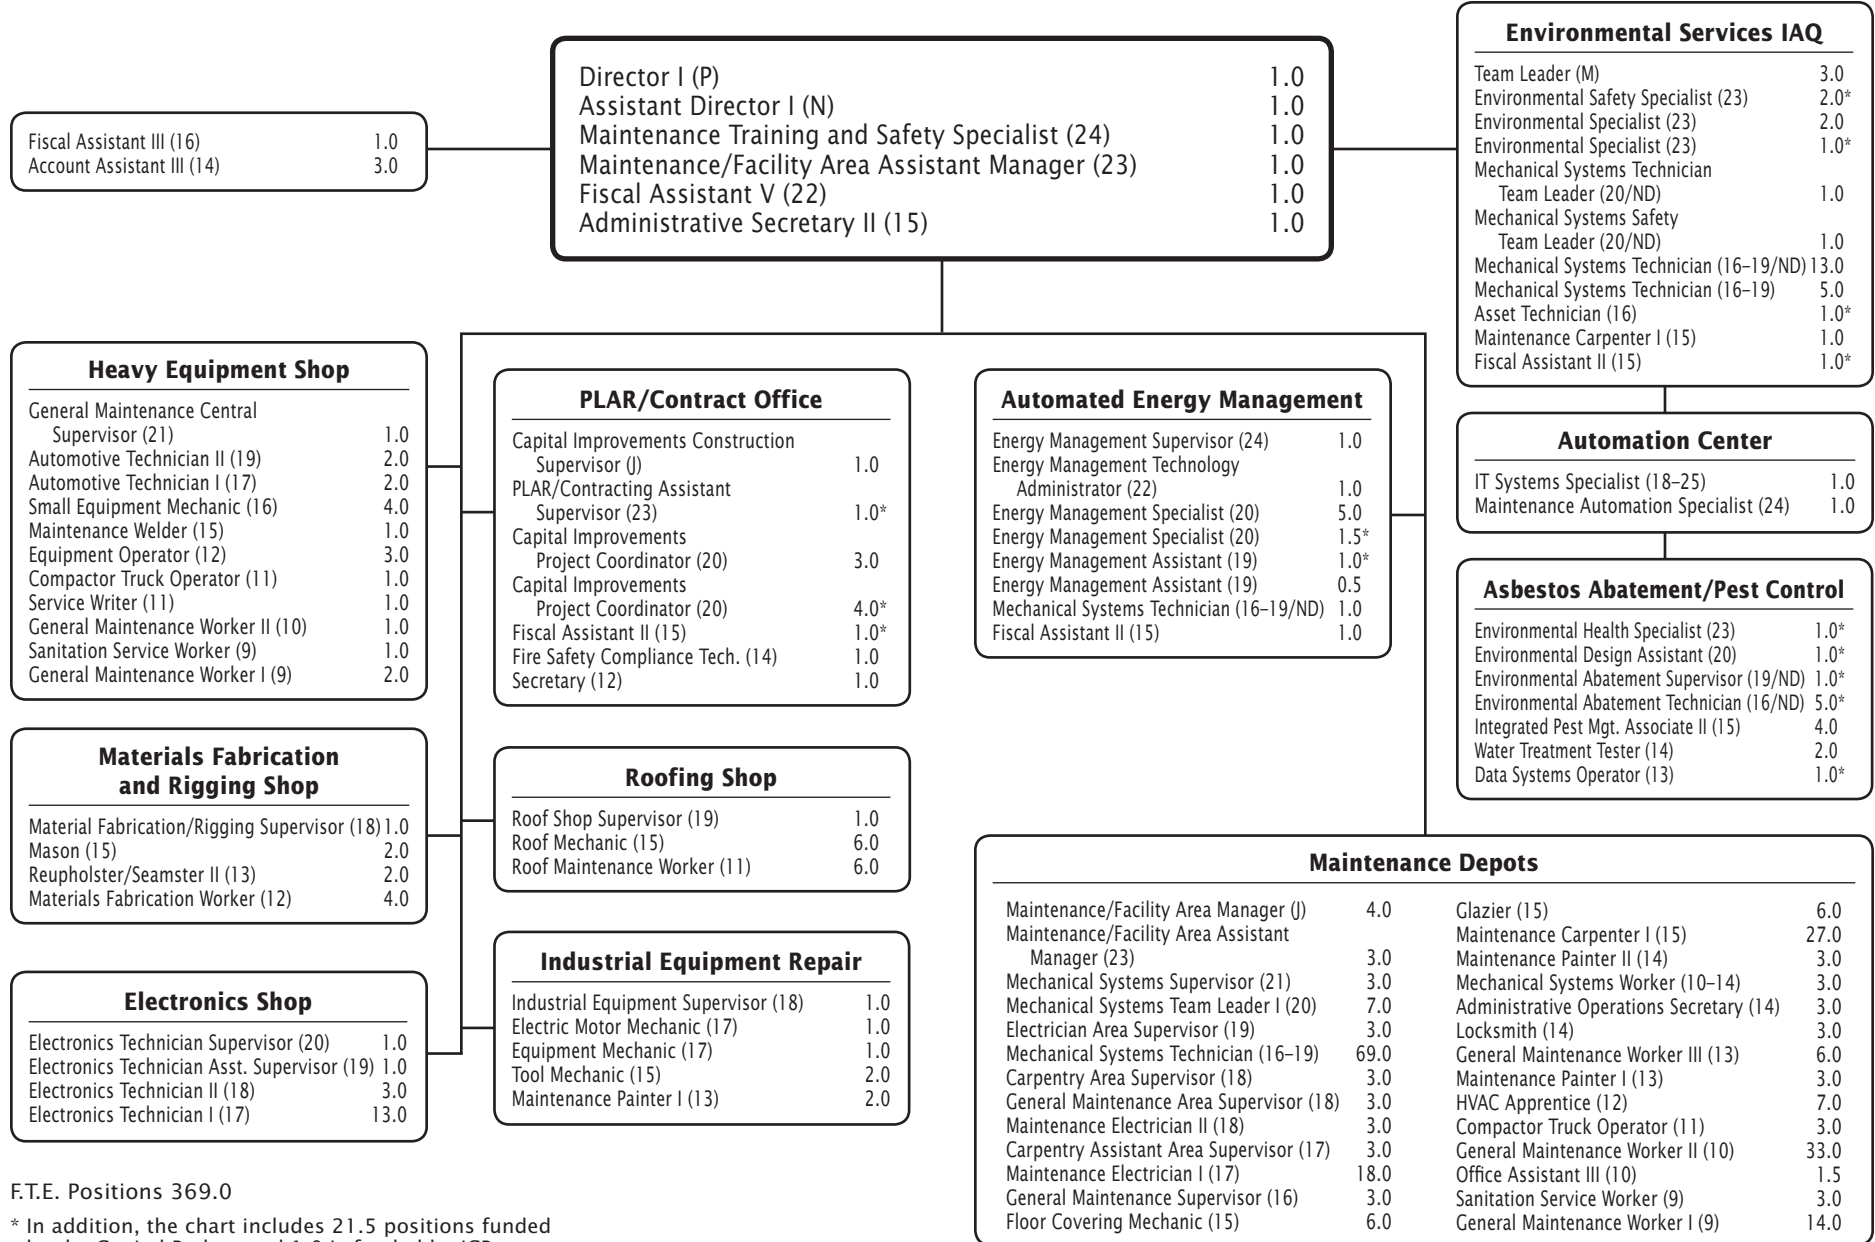 Director I (P) 1.0
Assistant Director I (N) 1.0
Maintenance Training and Safety Specialist (24) 1.0
Maintenance/Facility Area Assistant Manager (23) 1.0
Fiscal Assistant V (22) 1.0
Administrative Secretary II (15) 1.0
Fiscal Assistant III (16) 1.0
Account Assistant III (14) 3.0
Environmental Services IAQ
Team Leader (M) 3.0
Environmental Safety Specialist (23) 2.0*
Environmental Specialist (23) 2.0
Environmental Specialist (23) 1.0*
Mechanical Systems Technician
Team Leader (20/ND) 1.0
Mechanical Systems Safety
Team Leader (20/ND) 1.0
Mechanical Systems Technician (16–19/ND) 13.0
Mechanical Systems Technician (16–19) 5.0
Asset Technician (16) 1.0*
Maintenance Carpenter I (15) 1.0
Fiscal Assistant II (15) 1.0*
Automation Center
IT Systems Specialist (18–25) 1.0
Maintenance Automation Specialist (24) 1.0
Asbestos Abatement/Pest Control
Environmental Health Specialist (23) 1.0*
Environmental Design Assistant (20) 1.0*
Environmental Abatement Supervisor (19/ND) 1.0*
Environmental Abatement Technician (16/ND) 5.0*
Integrated Pest Mgt. Associate II (15) 4.0
Water Treatment Tester (14) 2.0
Data Systems Operator (13) 1.0*
Heavy Equipment Shop
General Maintenance Central
Supervisor (21) 1.0
Automotive Technician II (19) 2.0
Automotive Technician I (17) 2.0
Small Equipment Mechanic (16) 4.0
Maintenance Welder (15) 1.0
Equipment Operator (12) 3.0
Compactor Truck Operator (11) 1.0
Service Writer (11) 1.0
General Maintenance Worker II (10) 1.0
Sanitation Service Worker (9) 1.0
General Maintenance Worker I (9) 2.0
Materials Fabrication
and Rigging Shop
Material Fabrication/Rigging Supervisor (18) 1.0
Mason (15) 2.0
Reupholster/Seamster II (13) 2.0
Materials Fabrication Worker (12) 4.0
Electronics Shop
Electronics Technician Supervisor (20) 1.0
Electronics Technician Asst. Supervisor (19) 1.0
Electronics Technician II (18) 3.0
Electronics Technician I (17) 13.0
PLAR/Contract Office
Capital Improvements Construction
Supervisor (J) 1.0
PLAR/Contracting Assistant
Supervisor (23) 1.0*
Capital Improvements
Project Coordinator (20) 3.0
Capital Improvements
Project Coordinator (20) 4.0*
Fiscal Assistant II (15) 1.0*
Fire Safety Compliance Tech. (14) 1.0
Secretary (12) 1.0
Roofing Shop
Roof Shop Supervisor (19) 1.0
Roof Mechanic (15) 6.0
Roof Maintenance Worker (11) 6.0
Industrial Equipment Repair
Industrial Equipment Supervisor (18) 1.0
Electric Motor Mechanic (17) 1.0
Equipment Mechanic (17) 1.0
Tool Mechanic (15) 2.0
Maintenance Painter I (13) 2.0
Automated Energy Management
Energy Management Supervisor (24) 1.0
Energy Management Technology
Administrator (22) 1.0
Energy Management Specialist (20) 5.0
Energy Management Specialist (20) 1.5*
Energy Management Assistant (19) 1.0*
Energy Management Assistant (19) 0.5
Mechanical Systems Technician (16–19/ND) 1.0
Fiscal Assistant II (15) 1.0
Maintenance Depots
Maintenance/Facility Area Manager (J) 4.0
Maintenance/Facility Area Assistant
Manager (23) 3.0
Mechanical Systems Supervisor (21) 3.0
Mechanical Systems Team Leader I (20) 7.0
Electrician Area Supervisor (19) 3.0
Mechanical Systems Technician (16–19) 69.0
Carpentry Area Supervisor (18) 3.0
General Maintenance Area Supervisor (18) 3.0
Maintenance Electrician II (18) 3.0
Carpentry Assistant Area Supervisor (17) 3.0
Maintenance Electrician I (17) 18.0
General Maintenance Supervisor (16) 3.0
Floor Covering Mechanic (15) 6.0
Glazier (15) 6.0
Maintenance Carpenter I (15) 27.0
Maintenance Painter II (14) 3.0
Mechanical Systems Worker (10–14) 3.0
Administrative Operations Secretary (14) 3.0
Locksmith (14) 3.0
General Maintenance Worker III (13) 6.0
Maintenance Painter I (13) 3.0
HVAC Apprentice (12) 7.0
Compactor Truck Operator (11) 3.0
General Maintenance Worker II (10) 33.0
Office Assistant III (10) 1.5
Sanitation Service Worker (9) 3.0
General Maintenance Worker I (9) 14.0
F.T.E. Positions 369.0
* In addition, the chart includes 21.5 positions funded